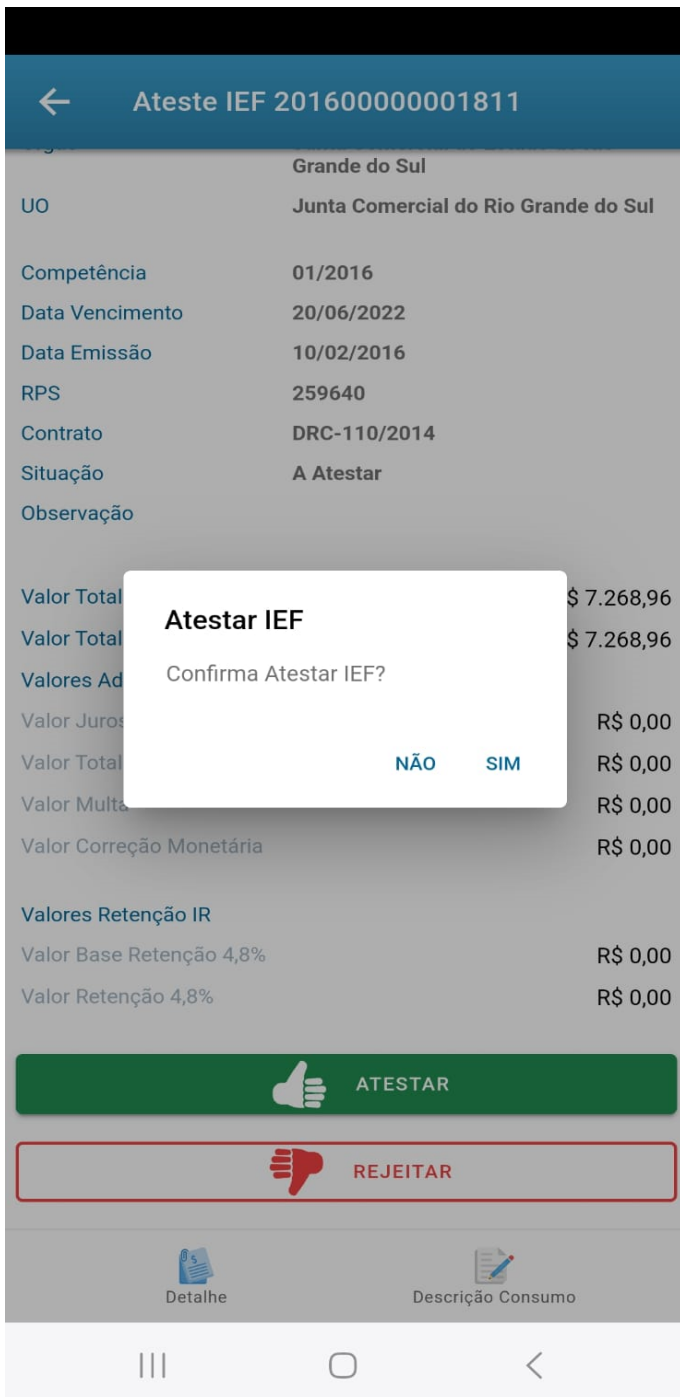 Ateste IEF 201600000001811
Grande do Sul
UO Junta Comercial do Rio Grande do Sul
Competência 01/2016
Data Vencimento 20/06/2022
Data Emissão 10/02/2016
RPS 259640
Contrato DRC-110/2014
Situação A Atestar
Observação
Valor Total $ 7.268,96
Valor Total $ 7.268,96
Valores Ad
Valor Juros R$ 0,00
Valor Total R$ 0,00
Valor Multa R$ 0,00
Valor Correção Monetária R$ 0,00
Atestar IEF
Confirma Atestar IEF?
NÃO SIM
Valores Retenção IR
Valor Base Retenção 4,8% R$ 0,00
Valor Retenção 4,8% R$ 0,00
ATESTAR
REJEITAR
Detalhe Descrição Consumo